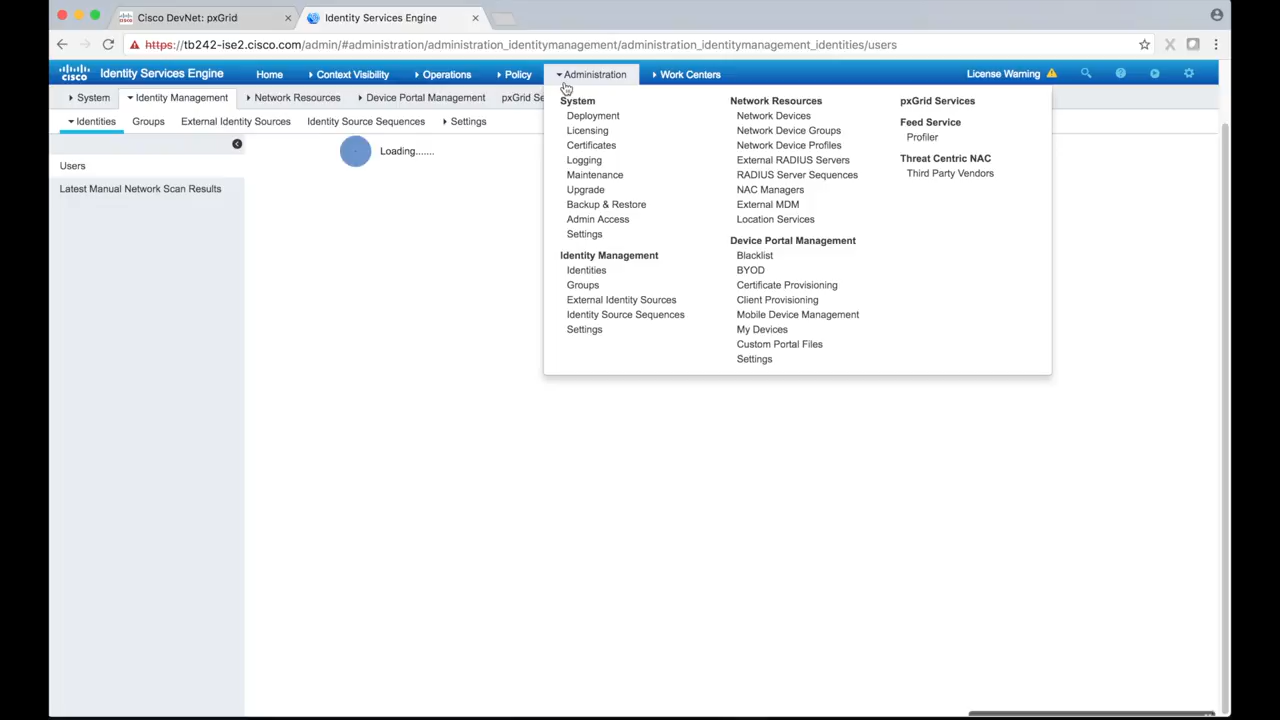 Cisco DevNet: pxGrid
Identity Services Engine
https://tb242-ise2.cisco.com/admin/#administration/administration_identitymanagement/administration_identitymanagement_identities/users
cisco Identity Services Engine Home Context Visibility Operations Policy Administration Work Centers License Warning
System Identity Management Network Resources Device Portal Management pxGrid Se
Identities Groups External Identity Sources Identity Source Sequences Settings
Users
Latest Manual Network Scan Results
Loading.......
System
Deployment
Licensing
Certificates
Logging
Maintenance
Upgrade
Backup & Restore
Admin Access
Settings
Identity Management
Identities
Groups
External Identity Sources
Identity Source Sequences
Settings
Network Resources
Network Devices
Network Device Groups
Network Device Profiles
External RADIUS Servers
RADIUS Server Sequences
NAC Managers
External MDM
Location Services
Device Portal Management
Blacklist
BYOD
Certificate Provisioning
Client Provisioning
Mobile Device Management
My Devices
Custom Portal Files
Settings
pxGrid Services
Feed Service
Profiler
Threat Centric NAC
Third Party Vendors